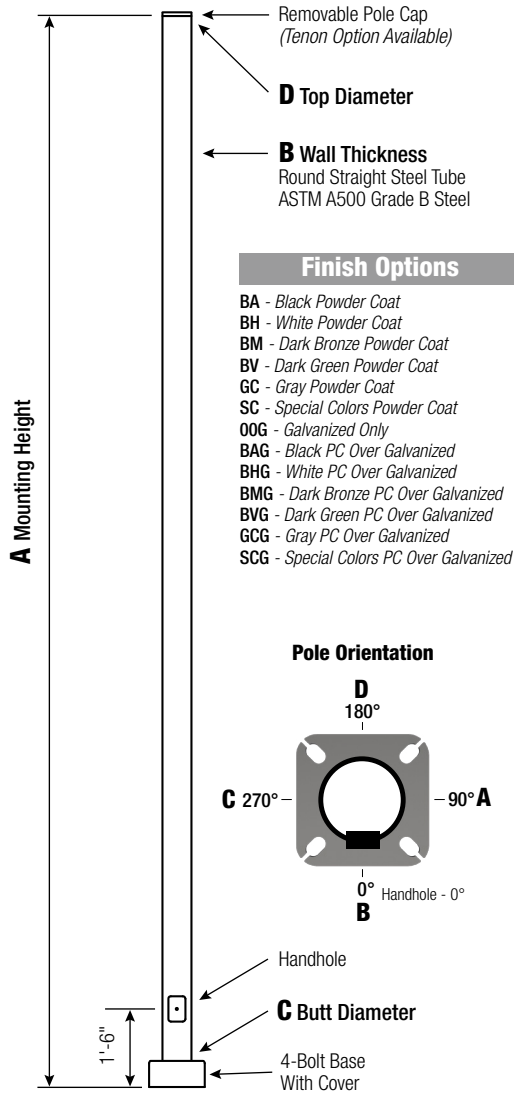 Removable Pole Cap
(Tenon Option Available)
D Top Diameter
B Wall Thickness
Round Straight Steel Tube
ASTM A500 Grade B Steel
Finish Options
BA - Black Powder Coat
BH - White Powder Coat
BM - Dark Bronze Powder Coat
BV - Dark Green Powder Coat
GC - Gray Powder Coat
SC - Special Colors Powder Coat
00G - Galvanized Only
BAG - Black PC Over Galvanized
BHG - White PC Over Galvanized
BMG - Dark Bronze PC Over Galvanized
BVG - Dark Green PC Over Galvanized
GCG - Gray PC Over Galvanized
SCG - Special Colors PC Over Galvanized
A Mounting Height
Pole Orientation
D
180°
C 270°
90° A
0° Handhole - 0°
B
Handhole
C Butt Diameter
1'-6"
4-Bolt Base
With Cover